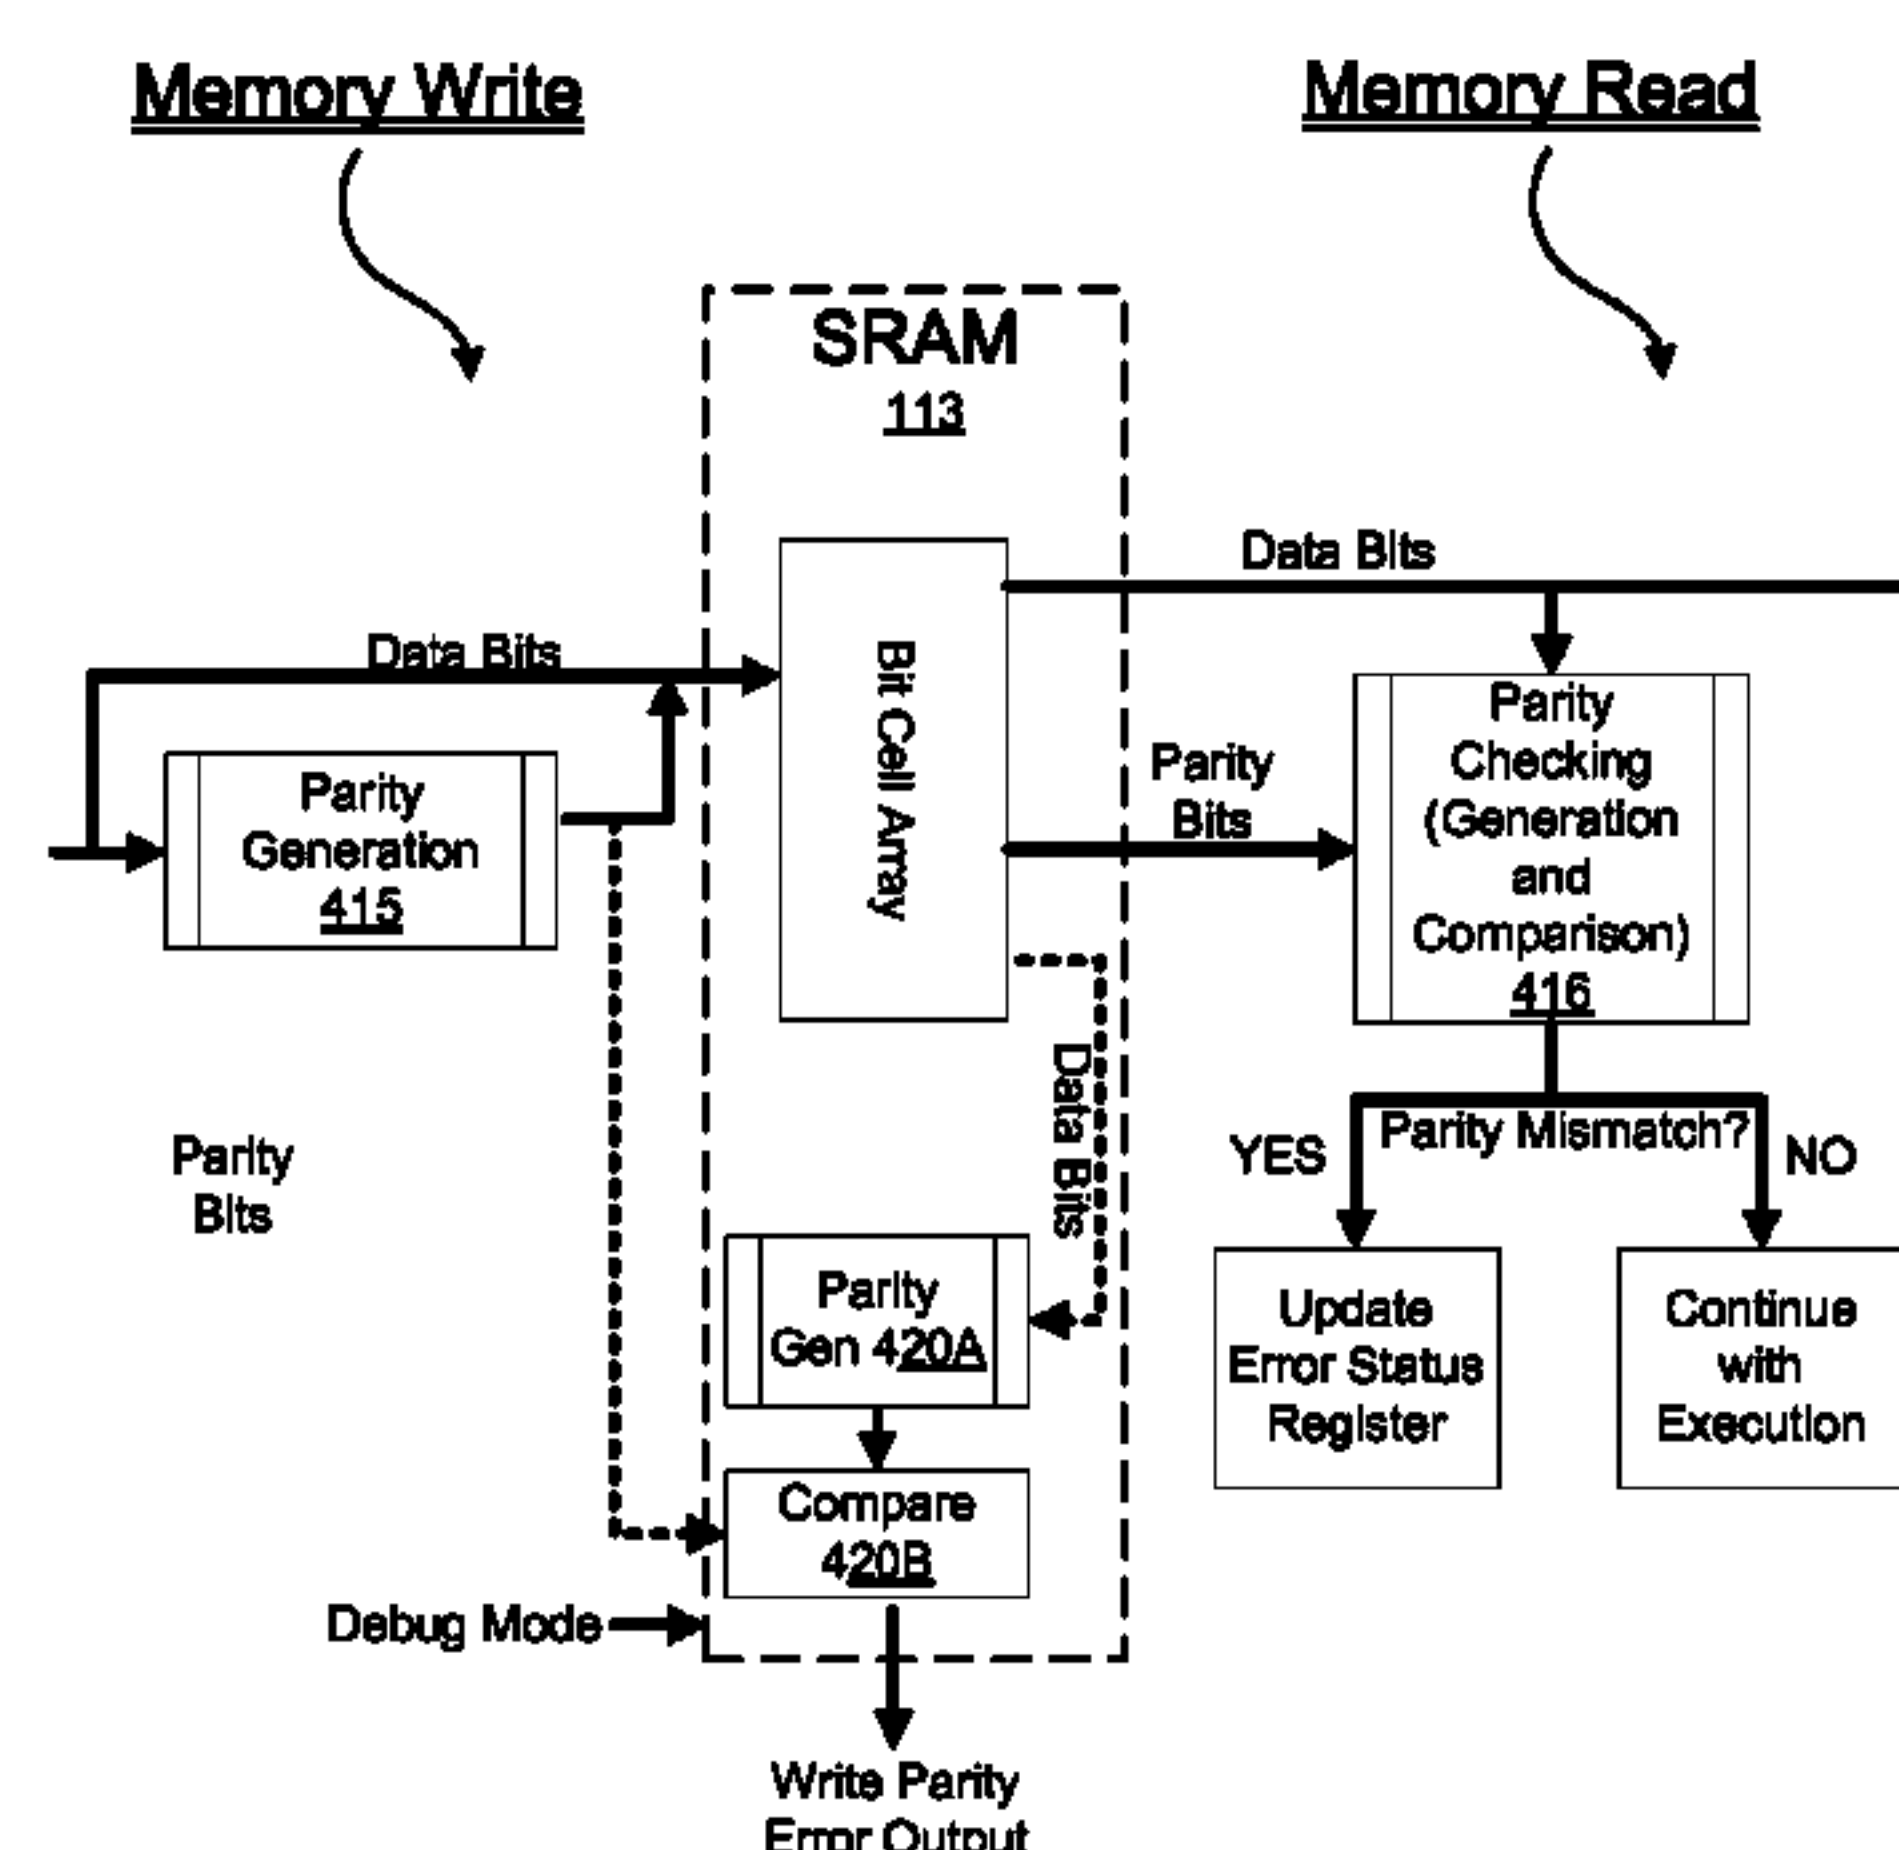 Memory Write
Memory Read
SRAM
113
Data Bits
Data Bits
Bit Cell Array
Parity
Generation
415
Parity
Bits
Parity
Checking
(Generation
and
Comparison)
416
Data Bits
Parity
Bits
YES
Parity Mismatch?
NO
Parity
Gen 420A
Update
Error Status
Register
Continue
with
Execution
Compare
420B
Debug Mode
Write Parity
Error Output